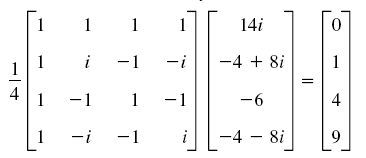 1/4 [1 1 1 1] [14i] = [0]
[1 i −1 −i] [−4 + 8i] [1]
[1 −1 1 −1] [−6] [4]
[1 −i −1 i] [−4 − 8i] [9]